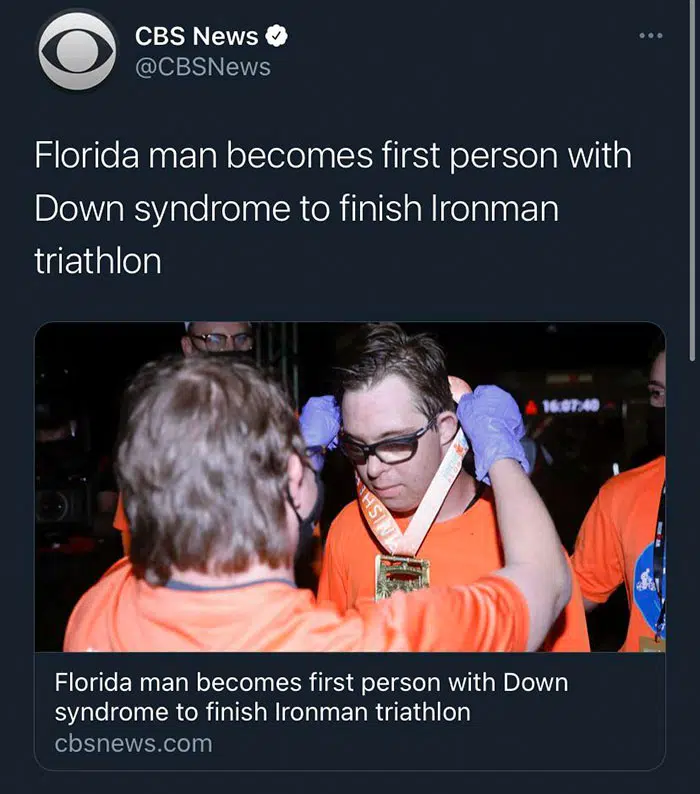 CBS News
@CBSNews
Florida man becomes first person with
Down syndrome to finish Ironman
triathlon
16:07:40
Florida man becomes first person with Down
syndrome to finish Ironman triathlon
cbsnews.com